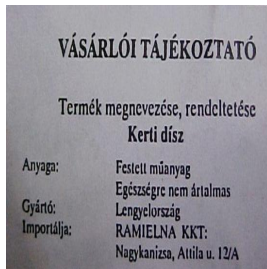 VÁSÁRLÓI TÁJÉKOZTATÓ
Termék megnevezése, rendeltetése
Kerti dísz
Anyaga: Festett műanyag
Egészségre nem ártalmas
Gyártó: Lengyelország
Importálja: RAMIELNA KKT:
Nagykanizsa, Attila u. 12/A